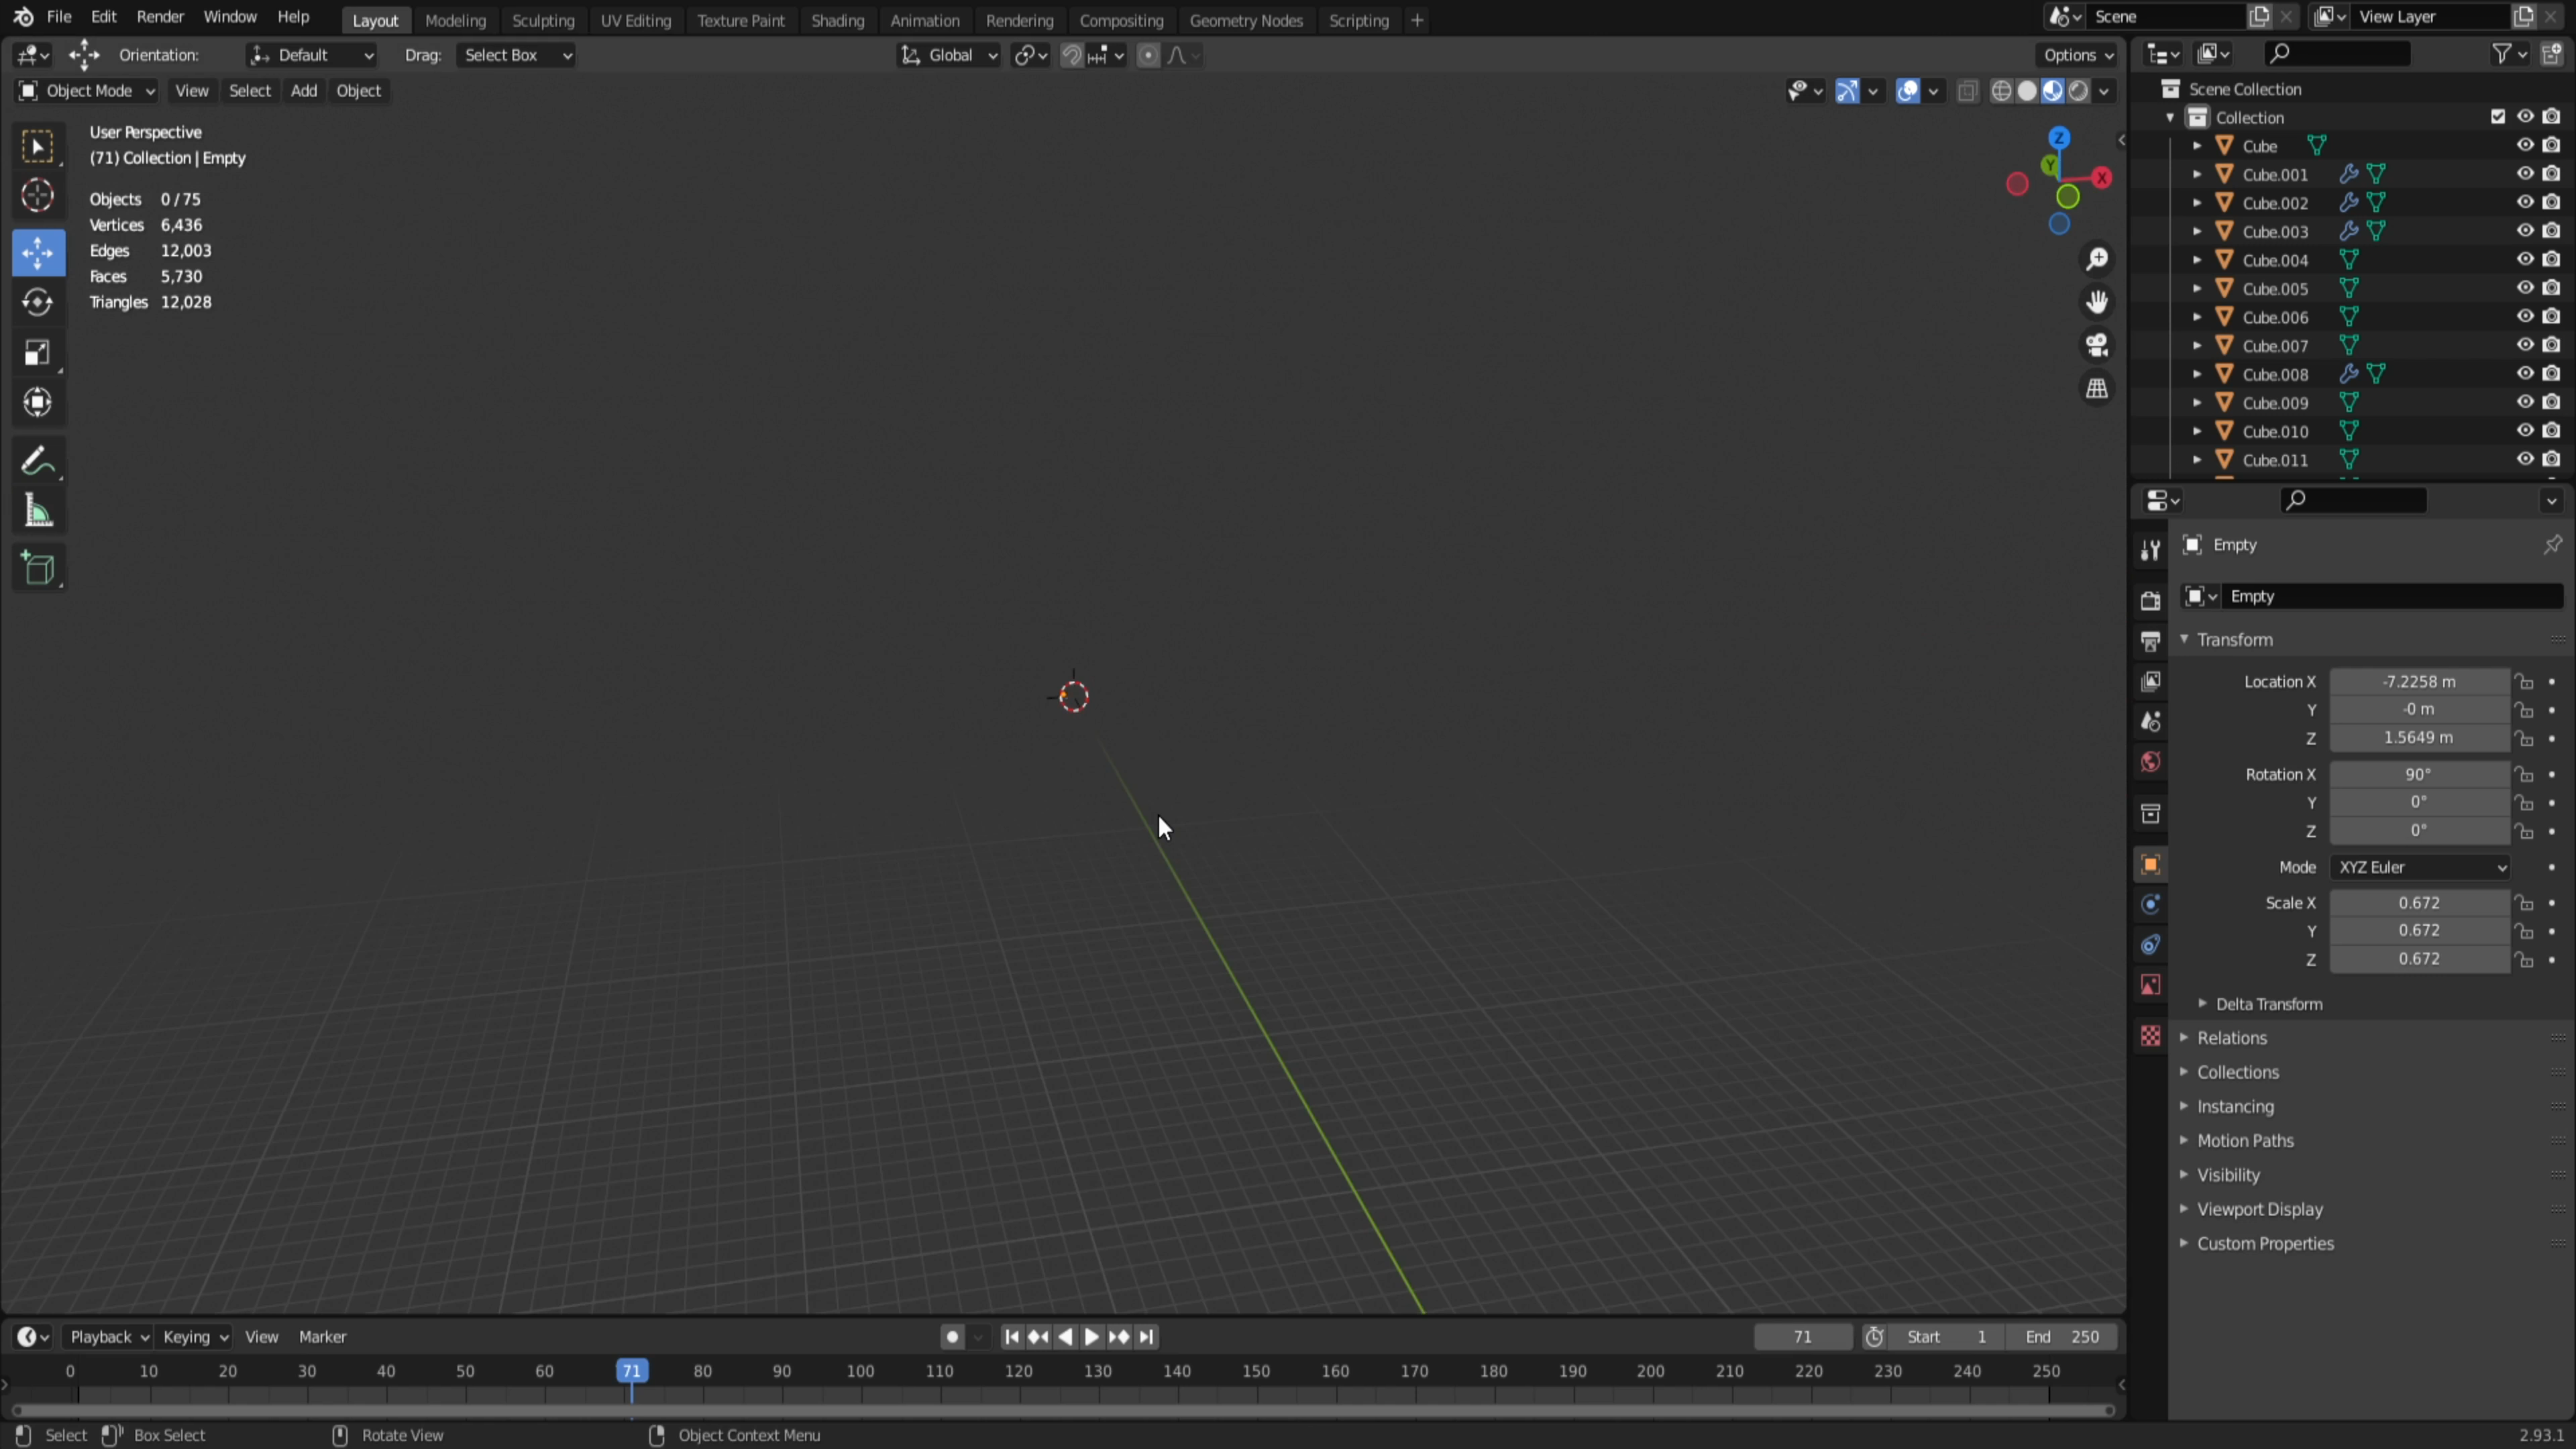 File Edit Render Window Help Layout Modeling Sculpting UV Editing Texture Paint Shading Animation Rendering Compositing Geometry Nodes Scripting + Scene View Layer
Orientation: Default Drag: Select Box Global Options
Object Mode View Select Add Object
User Perspective
(71) Collection | Empty
Objects 0 / 75
Vertices 6,436
Edges 12,003
Faces 5,730
Triangles 12,028
Z
Y
X
Scene Collection
Collection
Cube
Cube.001
Cube.002
Cube.003
Cube.004
Cube.005
Cube.006
Cube.007
Cube.008
Cube.009
Cube.010
Cube.011
Empty
Empty
Transform
Location X -7.2258 m
Y -0 m
Z 1.5649 m
Rotation X 90°
Y 0°
Z 0°
Mode XYZ Euler
Scale X 0.672
Y 0.672
Z 0.672
Delta Transform
Relations
Collections
Instancing
Motion Paths
Visibility
Viewport Display
Custom Properties
Playback Keying View Marker 71 Start 1 End 250
0 10 20 30 40 50 60 71 80 90 100 110 120 130 140 150 160 170 180 190 200 210 220 230 240 250
Select Box Select Rotate View Object Context Menu 2.93.1